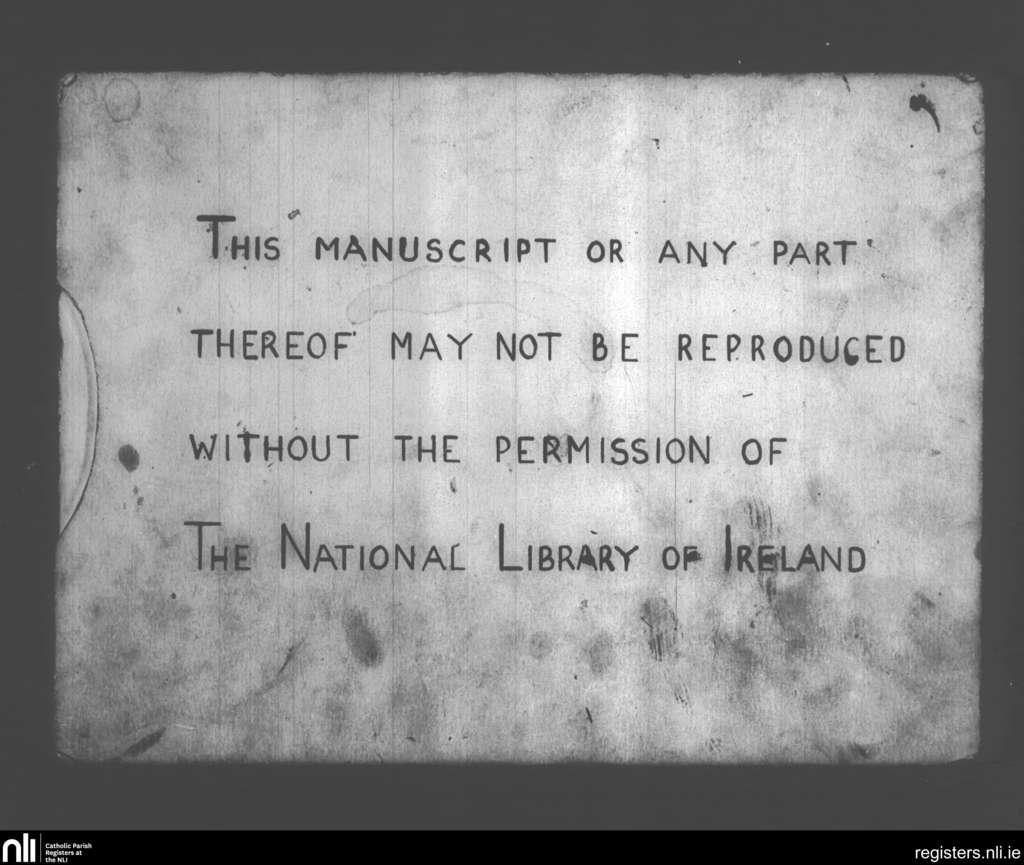 THIS MANUSCRIPT OR ANY PART
THEREOF MAY NOT BE REPRODUCED
WITHOUT THE PERMISSION OF
THE NATIONAL LIBRARY OF IRELAND
nli
Catholic Parish
Registers at
the NLI
registers.nli.ie